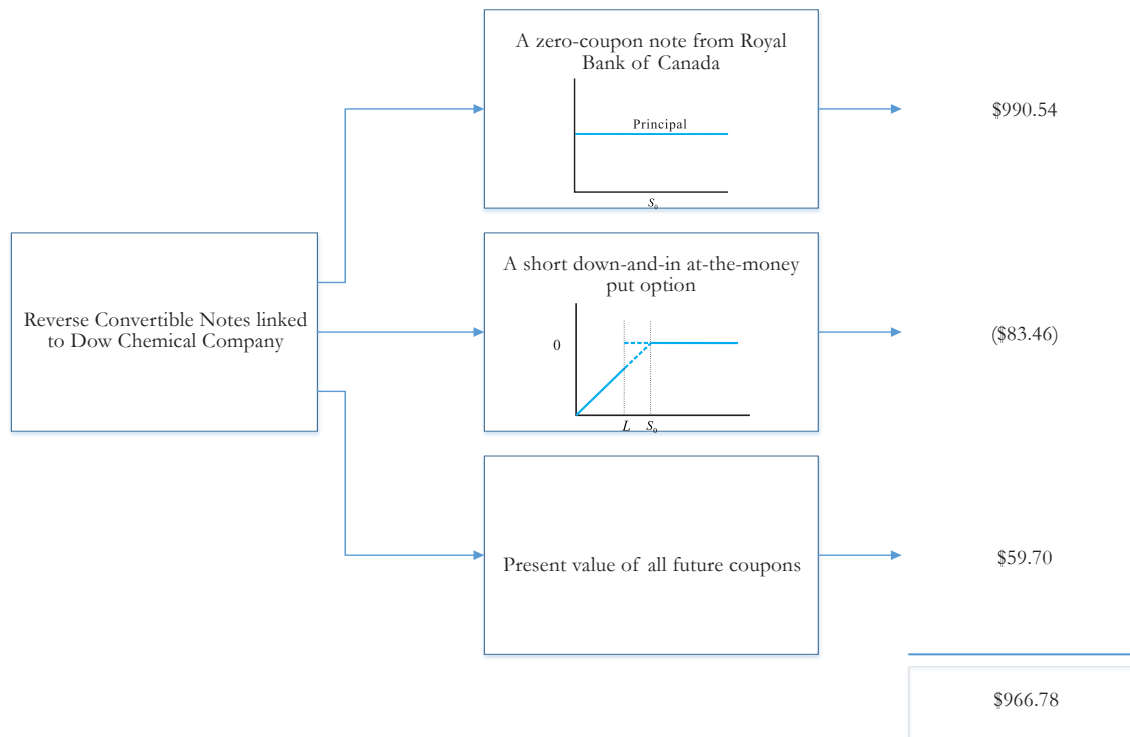 A zero-coupon note from Royal
Bank of Canada
Principal
S₀
$990.54
Reverse Convertible Notes linked
to Dow Chemical Company
A short down-and-in at-the-money
put option
0
L S₀
($83.46)
Present value of all future coupons
$59.70
$966.78